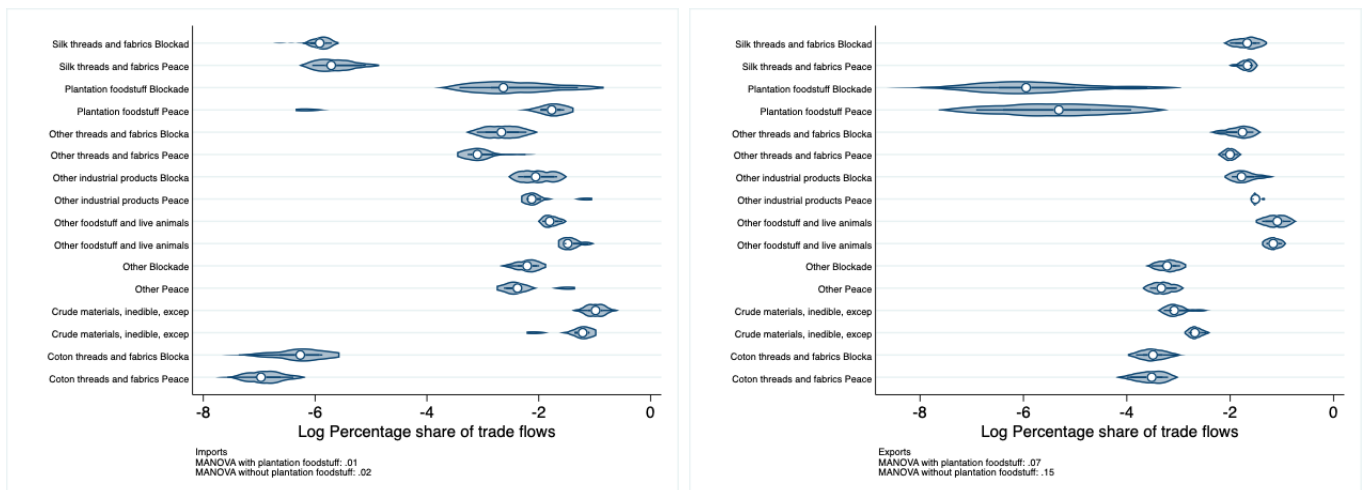 Silk threads and fabrics Blockad
Silk threads and fabrics Peace
Plantation foodstuff Blockade
Plantation foodstuff Peace
Other threads and fabrics Blocka
Other threads and fabrics Peace
Other industrial products Blocka
Other industrial products Peace
Other foodstuff and live animals
Other foodstuff and live animals
Other Blockade
Other Peace
Crude materials, inedible, excep
Crude materials, inedible, excep
Coton threads and fabrics Blocka
Coton threads and fabrics Peace
-8 -6 -4 -2 0
Log Percentage share of trade flows
Imports
MANOVA with plantation foodstuff: .01
MANOVA without plantation foodstuff: .02
Silk threads and fabrics Blockad
Silk threads and fabrics Peace
Plantation foodstuff Blockade
Plantation foodstuff Peace
Other threads and fabrics Blocka
Other threads and fabrics Peace
Other industrial products Blocka
Other industrial products Peace
Other foodstuff and live animals
Other foodstuff and live animals
Other Blockade
Other Peace
Crude materials, inedible, excep
Crude materials, inedible, excep
Coton threads and fabrics Blocka
Coton threads and fabrics Peace
-8 -6 -4 -2 0
Log Percentage share of trade flows
Exports
MANOVA with plantation foodstuff: .07
MANOVA without plantation foodstuff: .15